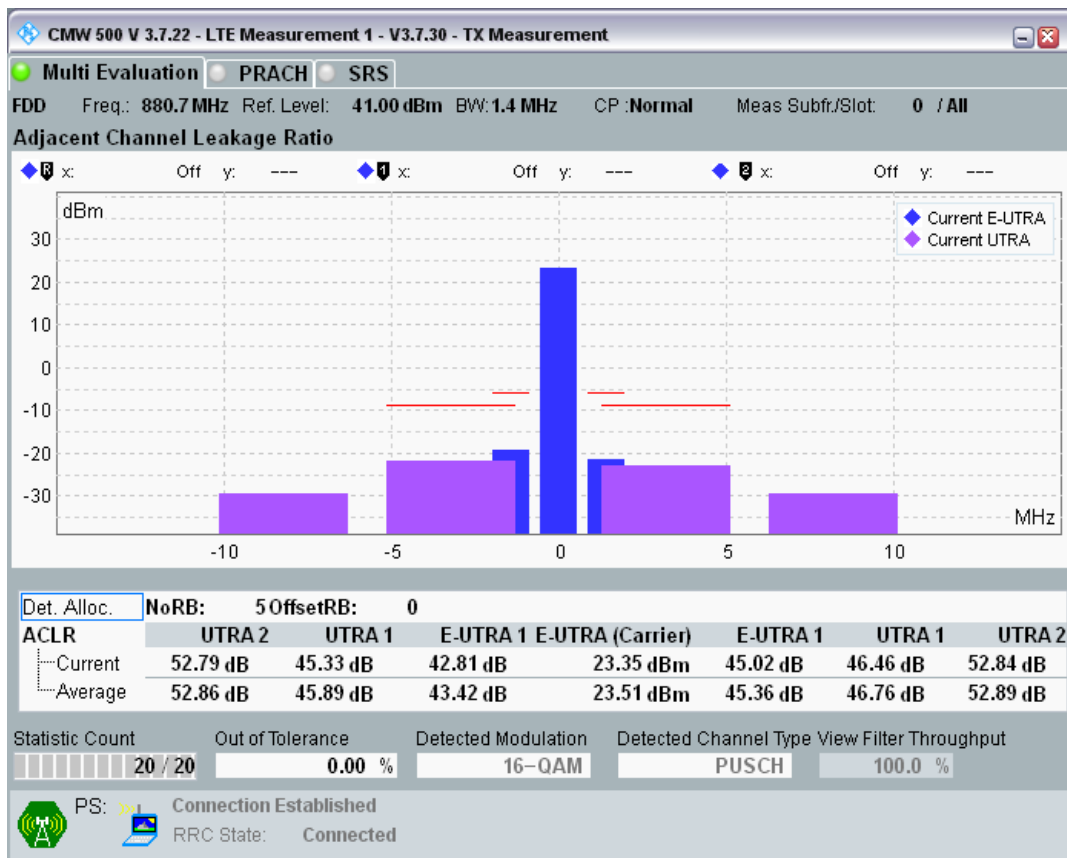 CMW 500 V 3.7.22 - LTE Measurement 1 - V3.7.30 - TX Measurement
Multi Evaluation PRACH SRS
FDD Freq.: 880.7 MHz Ref. Level: 41.00 dBm BW: 1.4 MHz CP :Normal Meas Subfr./Slot: 0 / All
Adjacent Channel Leakage Ratio
R x: Off y: --- 1 x: Off y: --- 2 x: Off y: ---
dBm
Current E-UTRA
Current UTRA
30
20
10
0
-10
-20
-30
MHz
-10 -5 0 5 10
Det. Alloc. NoRB: 5 OffsetRB: 0
ACLR UTRA 2 UTRA 1 E-UTRA 1 E-UTRA (Carrier) E-UTRA 1 UTRA 1 UTRA 2
Current 52.79 dB 45.33 dB 42.81 dB 23.35 dBm 45.02 dB 46.46 dB 52.84 dB
Average 52.86 dB 45.89 dB 43.42 dB 23.51 dBm 45.36 dB 46.76 dB 52.89 dB
Statistic Count Out of Tolerance Detected Modulation Detected Channel Type View Filter Throughput
20 / 20 0.00 % 16-QAM PUSCH 100.0 %
PS: Connection Established
RRC State: Connected